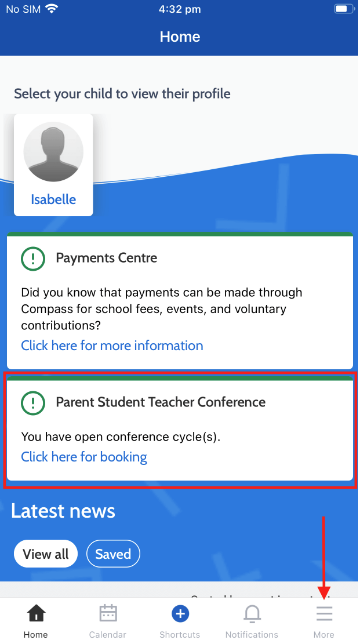 No SIM 4:32 pm
Home
Select your child to view their profile
Isabelle
Payments Centre
Did you know that payments can be made through
Compass for school fees, events, and voluntary
contributions?
Click here for more information
Parent Student Teacher Conference
You have open conference cycle(s).
Click here for booking
Latest news
View all Saved
Home Calendar Shortcuts Notifications More